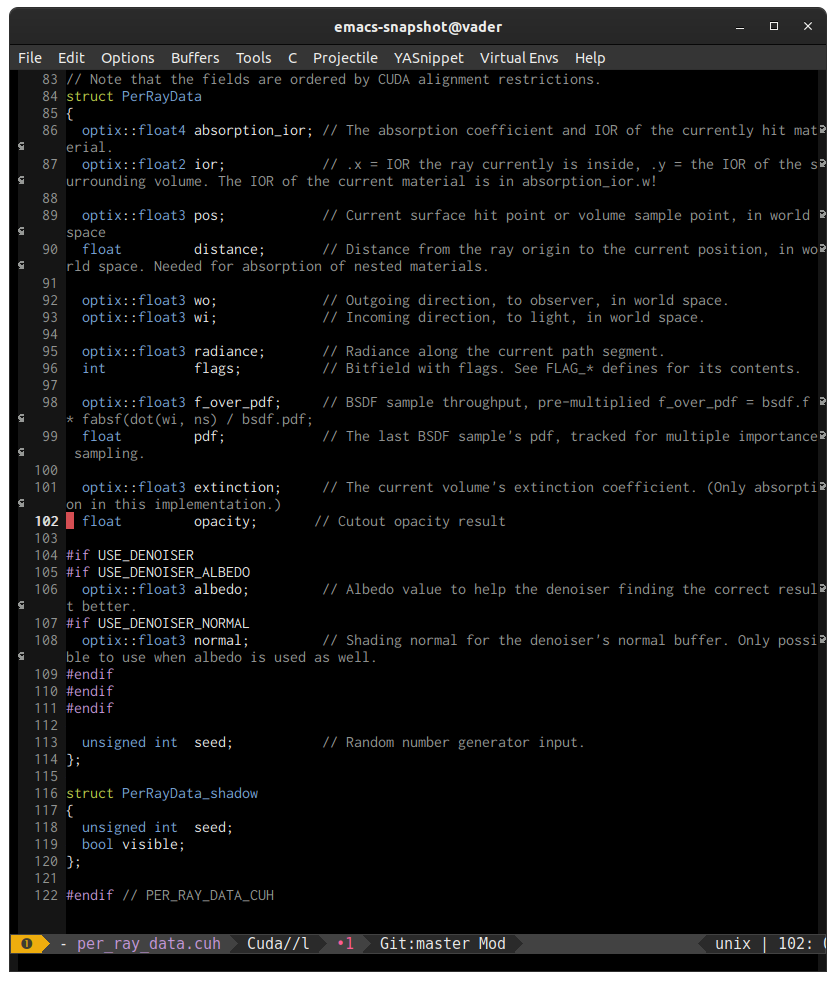 emacs-snapshot@vader
File Edit Options Buffers Tools C Projectile YASnippet Virtual Envs Help
83 // Note that the fields are ordered by CUDA alignment restrictions.
84 struct PerRayData
85 {
86   optix::float4 absorption_ior; // The absorption coefficient and IOR of the currently hit mat
erial.
87   optix::float2 ior;            // .x = IOR the ray currently is inside, .y = the IOR of the s
urrounding volume. The IOR of the current material is in absorption_ior.w!
88
89   optix::float3 pos;            // Current surface hit point or volume sample point, in world
space
90   float         distance;       // Distance from the ray origin to the current position, in wo
rld space. Needed for absorption of nested materials.
91
92   optix::float3 wo;             // Outgoing direction, to observer, in world space.
93   optix::float3 wi;             // Incoming direction, to light, in world space.
94
95   optix::float3 radiance;       // Radiance along the current path segment.
96   int           flags;          // Bitfield with flags. See FLAG_* defines for its contents.
97
98   optix::float3 f_over_pdf;     // BSDF sample throughput, pre-multiplied f_over_pdf = bsdf.f
* fabsf(dot(wi, ns) / bsdf.pdf;
99   float         pdf;            // The last BSDF sample's pdf, tracked for multiple importance
 sampling.
100
101   optix::float3 extinction;     // The current volume's extinction coefficient. (Only absorpti
on in this implementation.)
102   float         opacity;       // Cutout opacity result
103
104 #if USE_DENOISER
105 #if USE_DENOISER_ALBEDO
106   optix::float3 albedo;         // Albedo value to help the denoiser finding the correct resul
t better.
107 #if USE_DENOISER_NORMAL
108   optix::float3 normal;         // Shading normal for the denoiser's normal buffer. Only possi
ble to use when albedo is used as well.
109 #endif
110 #endif
111 #endif
112
113   unsigned int  seed;           // Random number generator input.
114 };
115
116 struct PerRayData_shadow
117 {
118   unsigned int  seed;
119   bool visible;
120 };
121
122 #endif // PER_RAY_DATA_CUH
❶ - per_ray_data.cuh Cuda//l •1 Git:master Mod unix | 102: